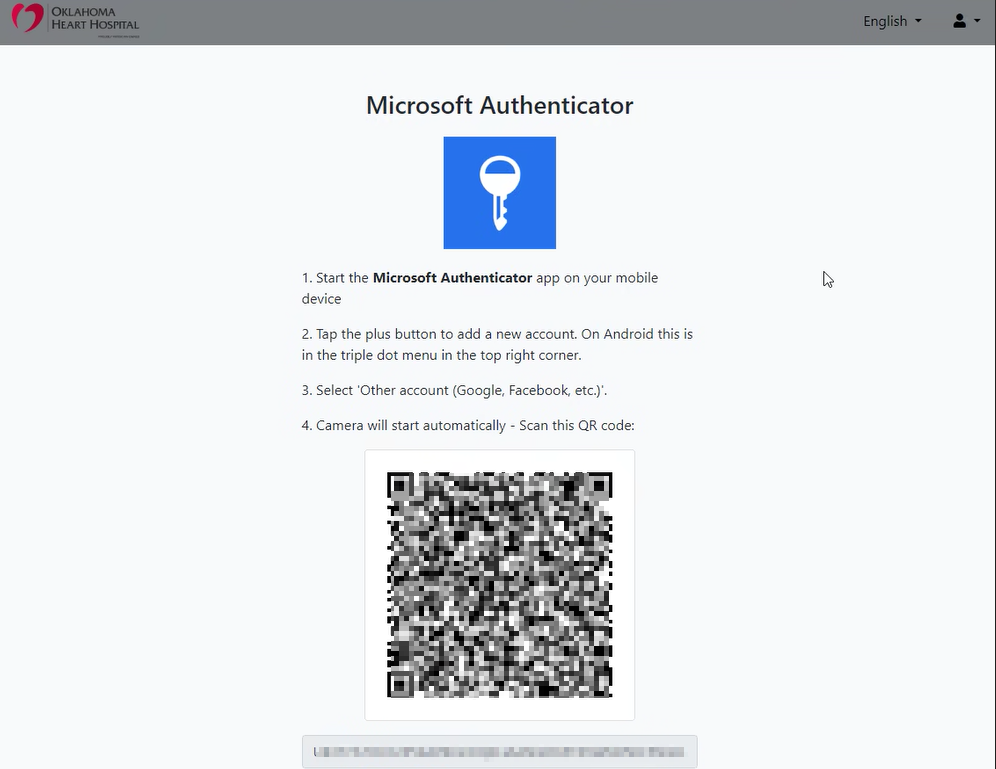 OKLAHOMA
HEART HOSPITAL
English
Microsoft Authenticator
1. Start the Microsoft Authenticator app on your mobile
device
2. Tap the plus button to add a new account. On Android this is
in the triple dot menu in the top right corner.
3. Select 'Other account (Google, Facebook, etc.)'.
4. Camera will start automatically - Scan this QR code: